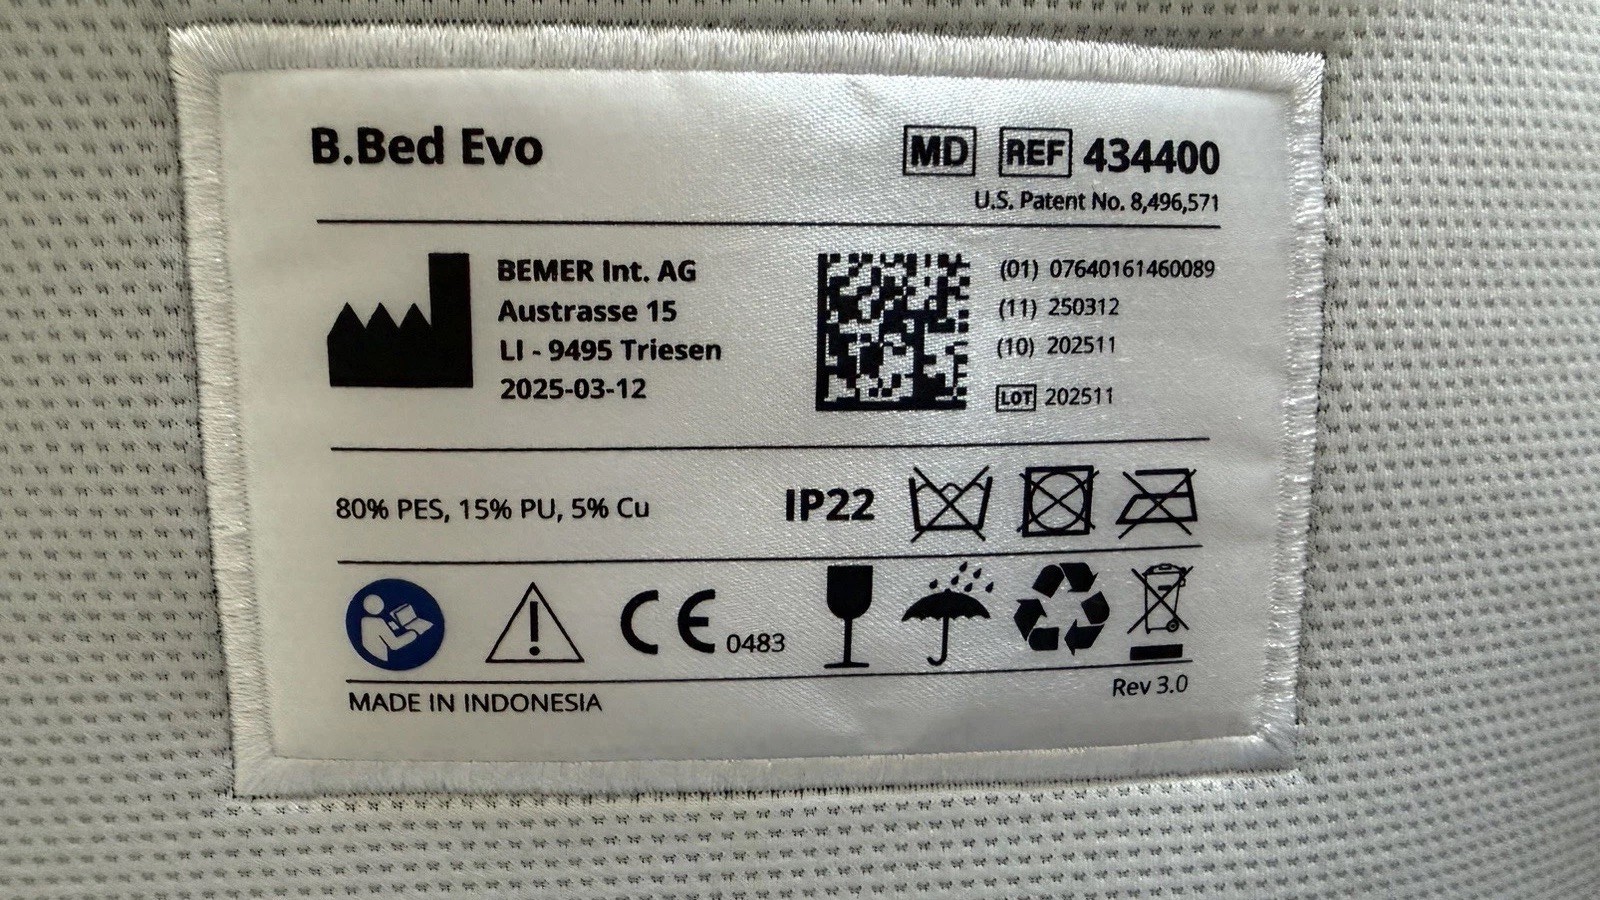 B.Bed Evo
MD REF 434400
U.S. Patent No. 8,496,571
BEMER Int. AG
Austrasse 15
LI - 9495 Triesen
2025-03-12
(01) 07640161460089
(11) 250312
(10) 202511
LOT 202511
80% PES, 15% PU, 5% Cu
IP22
CE 0483
MADE IN INDONESIA
Rev 3.0